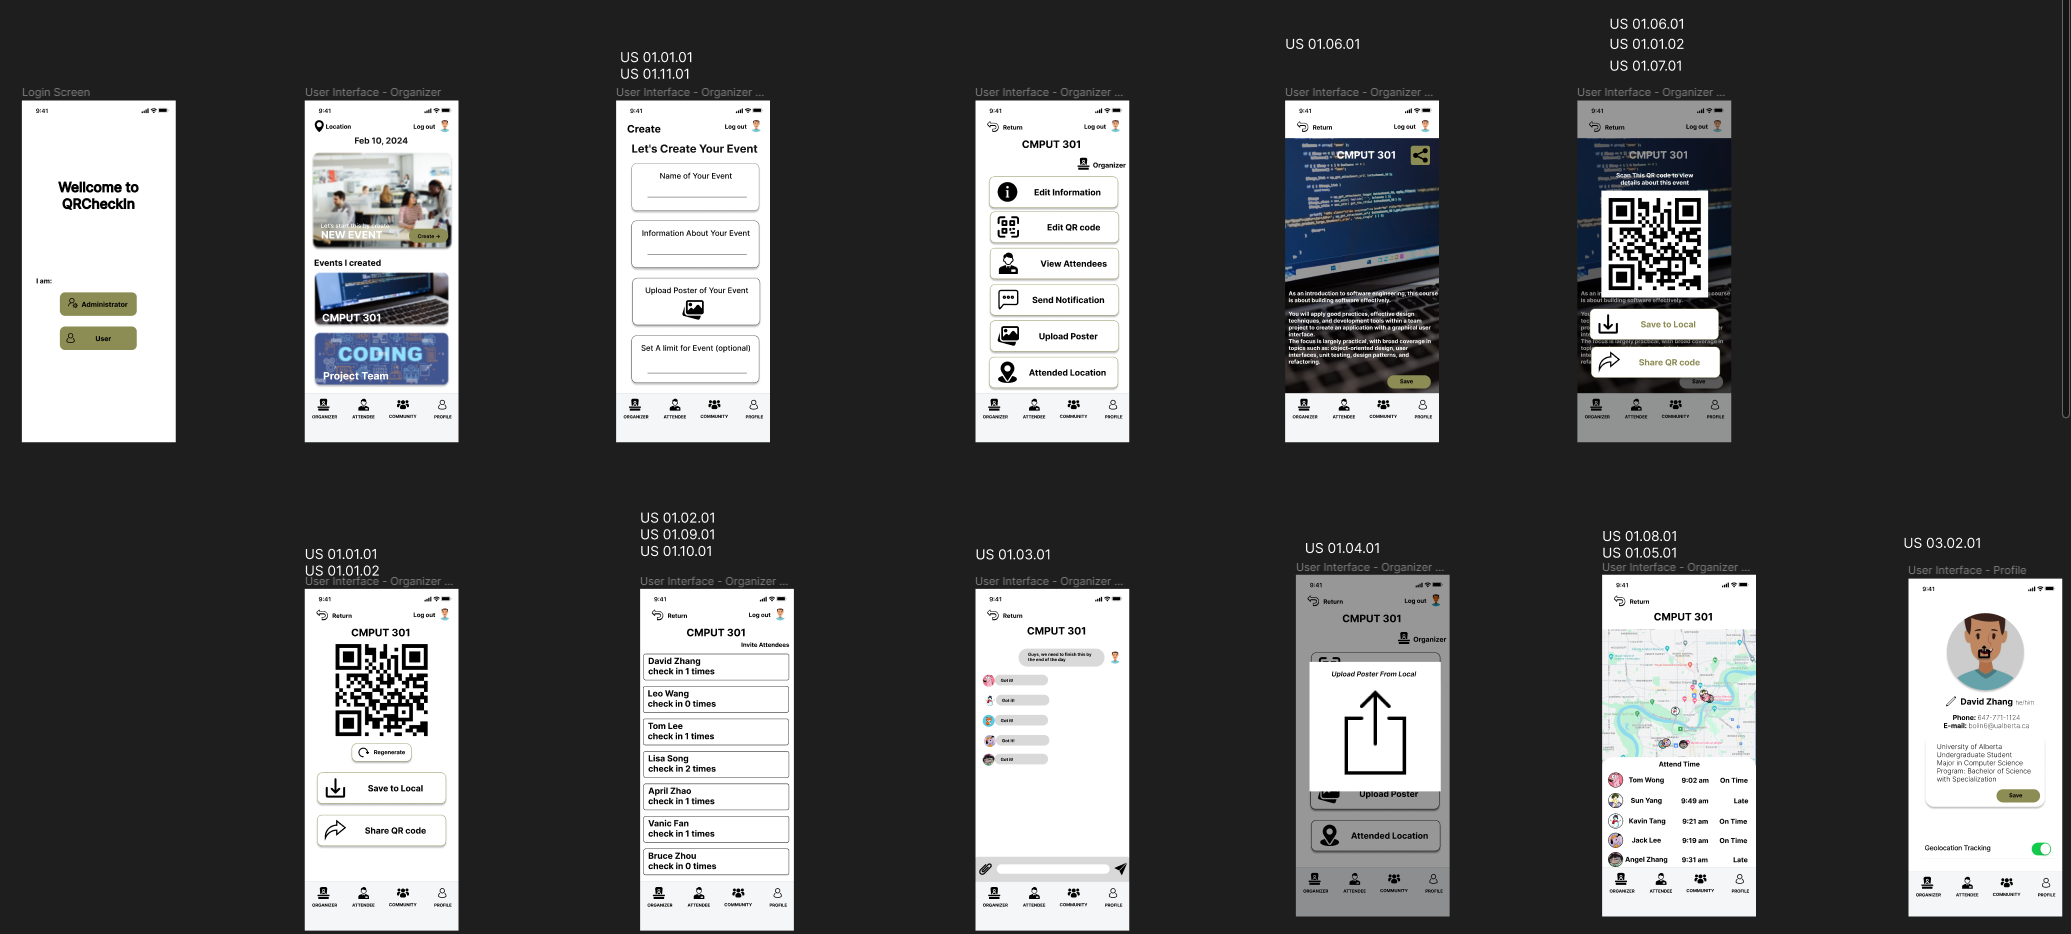 US 01.06.01
US 01.06.01
US 01.01.02
US 01.01.01
US 01.07.01
US 01.11.01
Login Screen
9:41
Wellcome to
QRCheckIn
I am:
Administrator
User
User Interface - Organizer
9:41
Location
Log out
Feb 10, 2024
Let's start this by create
NEW EVENT
Create →
Events I created
CMPUT 301
CODING
Project Team
ORGANIZER
ATTENDEE
COMMUNITY
PROFILE
User Interface - Organizer ...
9:41
Create
Log out
Let's Create Your Event
Name of Your Event
Information About Your Event
Upload Poster of Your Event
Set A limit for Event (optional)
ORGANIZER
ATTENDEE
COMMUNITY
PROFILE
User Interface - Organizer ...
9:41
Return
Log out
CMPUT 301
Organizer
Edit Information
Edit QR code
View Attendees
Send Notification
Upload Poster
Attended Location
ORGANIZER
ATTENDEE
COMMUNITY
PROFILE
User Interface - Organizer ...
9:41
Return
Log out
CMPUT 301
As an introduction to software engineering, this course
is about building software effectively.
You will apply good practices, effective design
techniques, and development tools within a team
project to create an application with a graphical user
interface.
The focus is largely practical, with broad coverage in
topics such as: object-oriented design, user
interfaces, unit testing, design patterns, and
refactoring.
Save
ORGANIZER
ATTENDEE
COMMUNITY
PROFILE
User Interface - Organizer ...
9:41
Return
Log out
CMPUT 301
Scan This QR code to view
details about this event
Save to Local
Share QR code
Save
ORGANIZER
ATTENDEE
COMMUNITY
PROFILE
US 01.01.01
US 01.01.02
User Interface - Organizer ...
9:41
Return
Log out
CMPUT 301
Regenerate
Save to Local
Share QR code
ORGANIZER
ATTENDEE
COMMUNITY
PROFILE
US 01.02.01
US 01.09.01
US 01.10.01
User Interface - Organizer ...
9:41
Return
Log out
CMPUT 301
Invite Attendees
David Zhang
check in 1 times
Leo Wang
check in 0 times
Tom Lee
check in 1 times
Lisa Song
check in 2 times
April Zhao
check in 1 times
Vanic Fan
check in 1 times
Bruce Zhou
check in 0 times
ORGANIZER
ATTENDEE
COMMUNITY
PROFILE
US 01.03.01
User Interface - Organizer ...
9:41
Return
CMPUT 301
Guys, we need to finish this by
the end of the day
Got it!
Got it!
Got it!
Got it!
Got it!
ORGANIZER
ATTENDEE
COMMUNITY
PROFILE
US 01.04.01
User Interface - Organizer ...
9:41
Return
Log out
CMPUT 301
Organizer
Upload Poster From Local
Upload Poster
Attended Location
ORGANIZER
ATTENDEE
COMMUNITY
PROFILE
US 01.08.01
US 01.05.01
User Interface - Organizer ...
9:41
Return
CMPUT 301
Attend Time
Tom Wong 9:02 am On Time
Sun Yang 9:49 am Late
Kavin Tang 9:21 am On Time
Jack Lee 9:19 am On Time
Angel Zhang 9:31 am Late
ORGANIZER
ATTENDEE
COMMUNITY
PROFILE
US 03.02.01
User Interface - Profile
9:41
David Zhang he/him
Phone: 647-771-1124
E-mail: bolin6@ualberta.ca
University of Alberta
Undergraduate Student
Major in Computer Science
Program: Bachelor of Science
with Specialization
Save
Geolocation Tracking
ORGANIZER
ATTENDEE
COMMUNITY
PROFILE